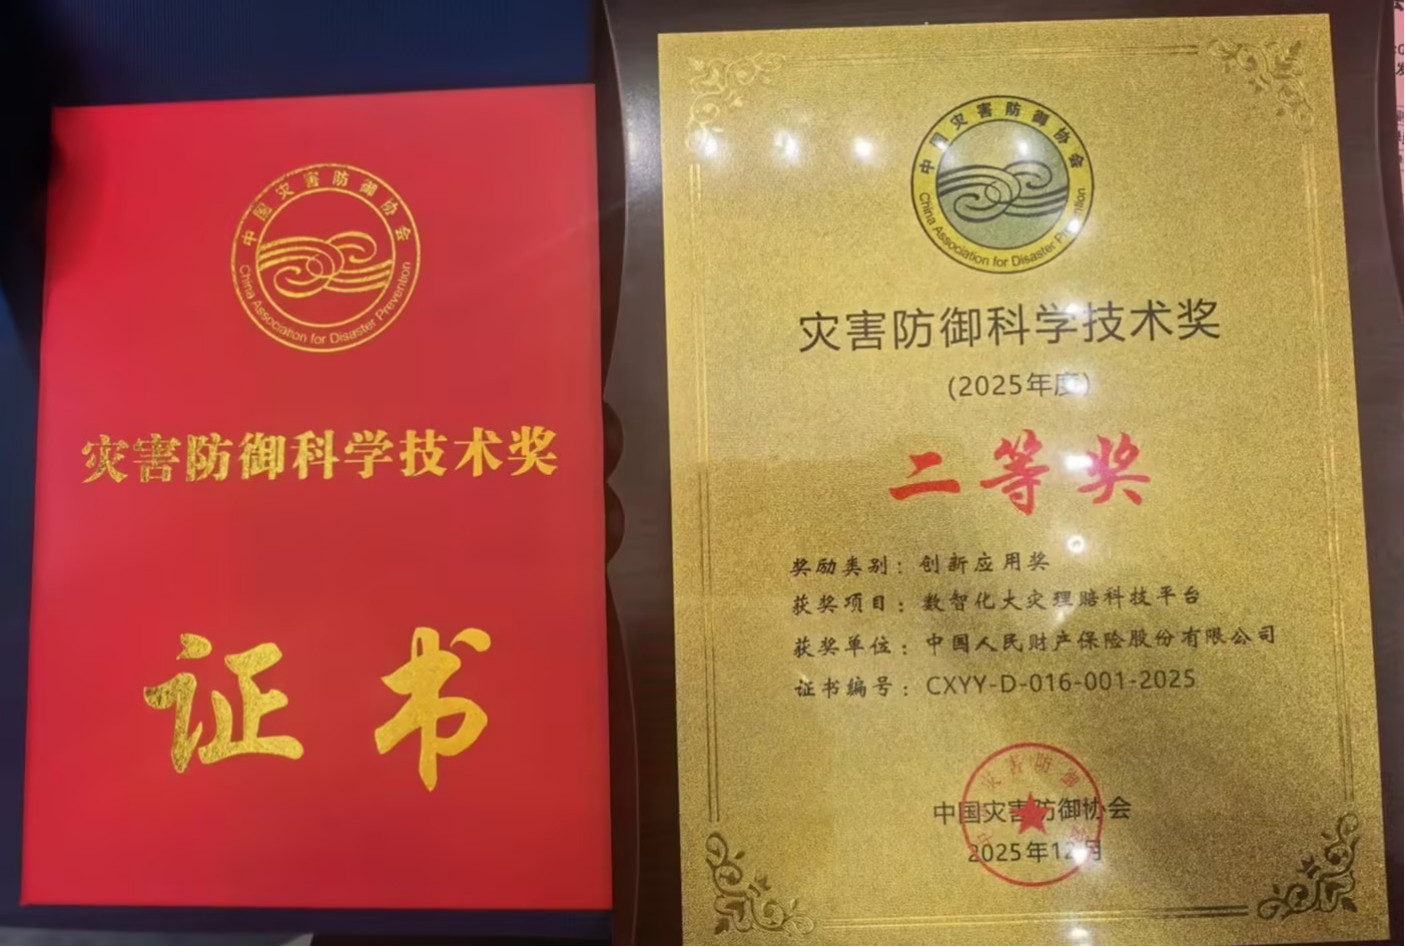 中国灾害防御协会
China Association for Disaster Prevention
灾害防御科学技术奖
证书
中国灾害防御协会
China Association for Disaster Prevention
灾害防御科学技术奖
(2025年度)
二等奖
奖励类别：创新应用奖
获奖项目：数智化大灾理赔科技平台
获奖单位：中国人民财产保险股份有限公司
证书编号：CXYY-D-016-001-2025
中国灾害防御协会
2025年12月